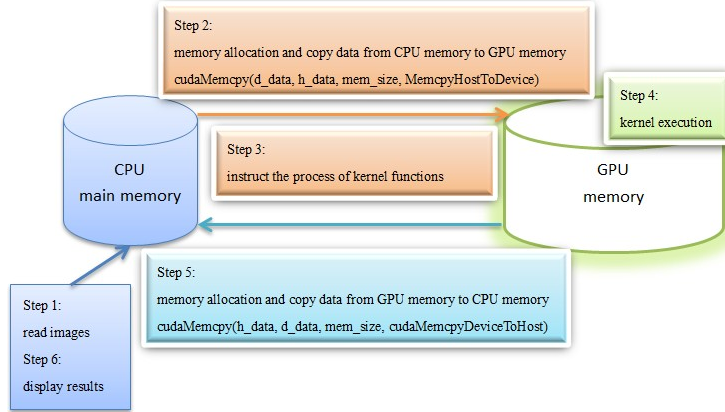 Step 2:
memory allocation and copy data from CPU memory to GPU memory
cudaMemcpy(d_data, h_data, mem_size, MemcpyHostToDevice)
Step 4:
kernel execution
CPU
main memory
Step 3:
instruct the process of kernel functions
GPU
memory
Step 5:
memory allocation and copy data from GPU memory to CPU memory
cudaMemcpy(h_data, d_data, mem_size, cudaMemcpyDeviceToHost)
Step 1:
read images
Step 6:
display results